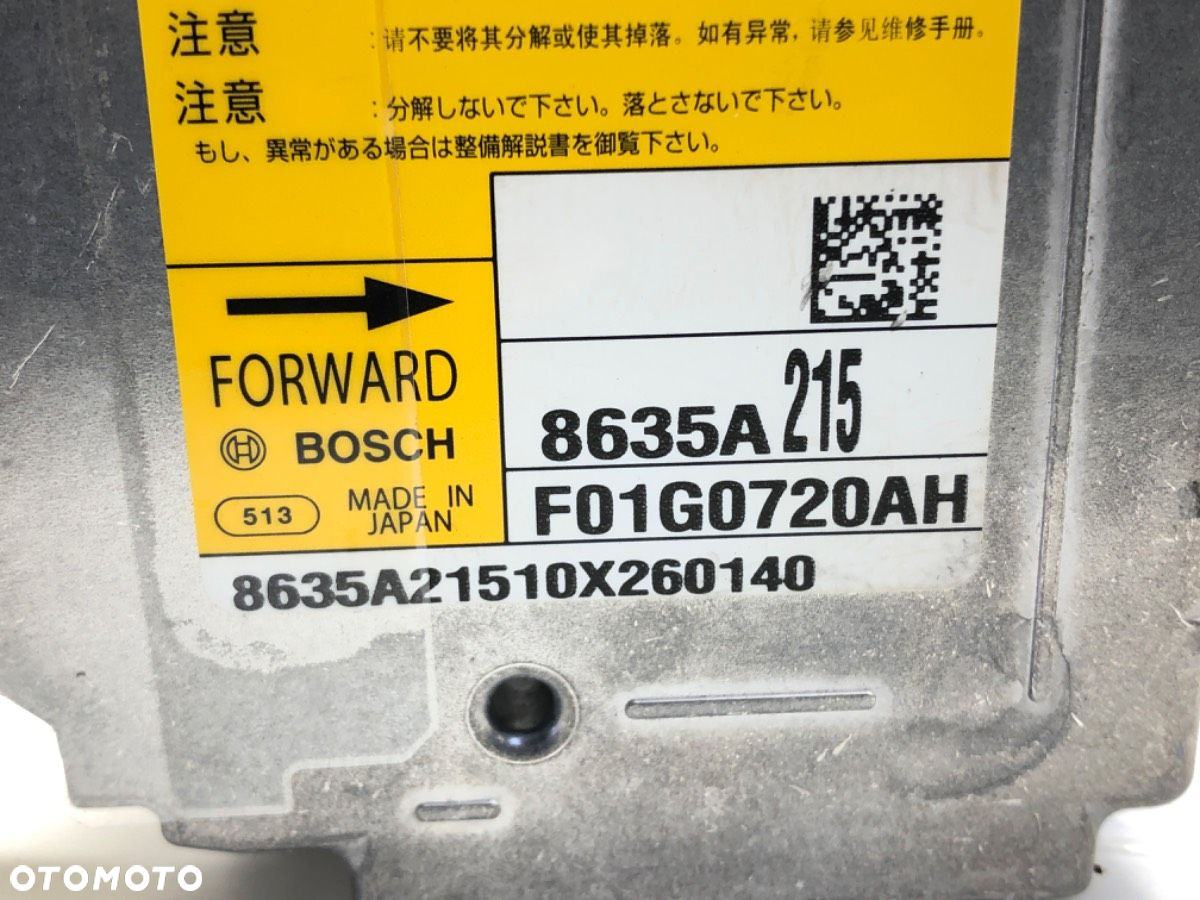 注意 :请不要将其分解或使其掉落。如有异常,请参见维修手册。
注意 :分解しないで下さい。落とさないで下さい。
もし、異常がある場合は整備解説書を御覧下さい。
FORWARD
BOSCH
513
MADE IN
JAPAN
8635A 215
F01G0720AH
8635A21510X260140
OTOMOTO